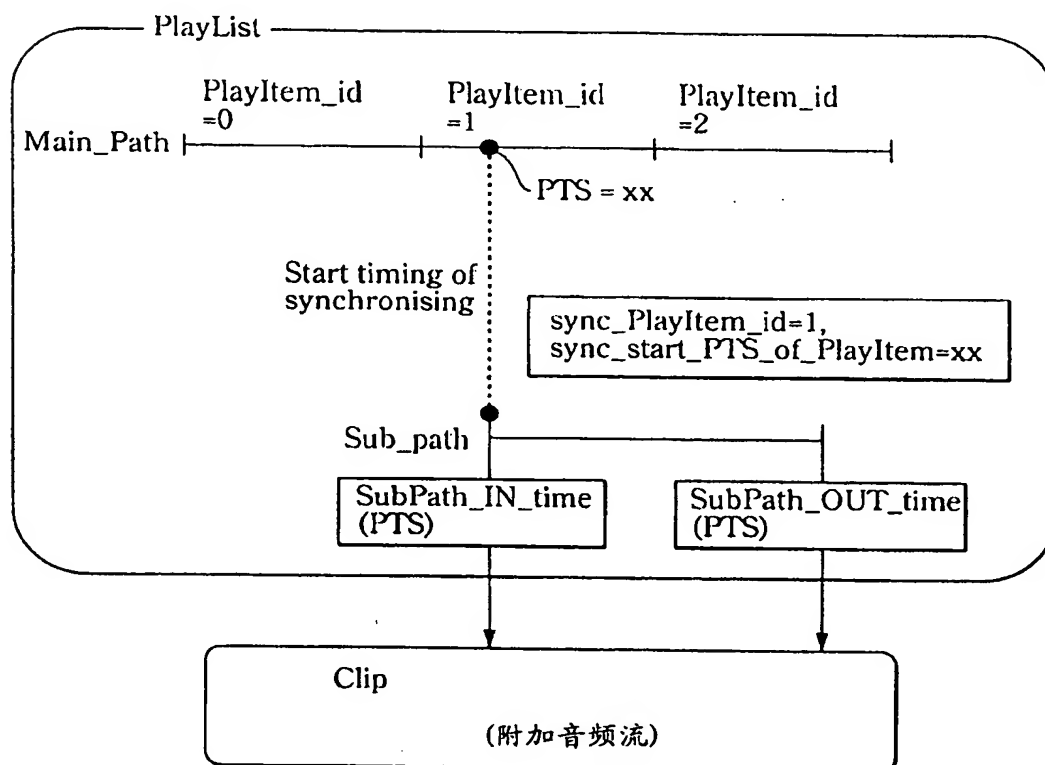 PlayList
PlayItem_id
=0
PlayItem_id
=1
PlayItem_id
=2
Main_Path
PTS = xx
Start timing of
synchronising
sync_PlayItem_id=1,
sync_start_PTS_of_PlayItem=xx
Sub_path
SubPath_IN_time
(PTS)
SubPath_OUT_time
(PTS)
Clip
(附加音频流)